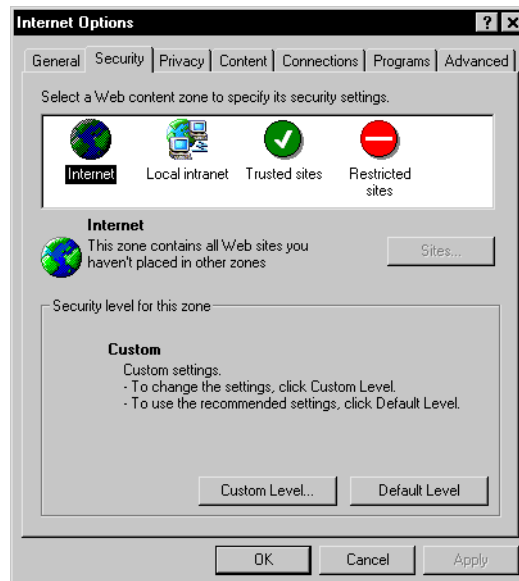 Internet Options
General Security Privacy Content Connections Programs Advanced
Select a Web content zone to specify its security settings.
Internet Local intranet Trusted sites Restricted
sites
Internet
This zone contains all Web sites you
haven't placed in other zones
Sites...
Security level for this zone
Custom
Custom settings.
- To change the settings, click Custom Level.
- To use the recommended settings, click Default Level.
Custom Level... Default Level
OK Cancel Apply